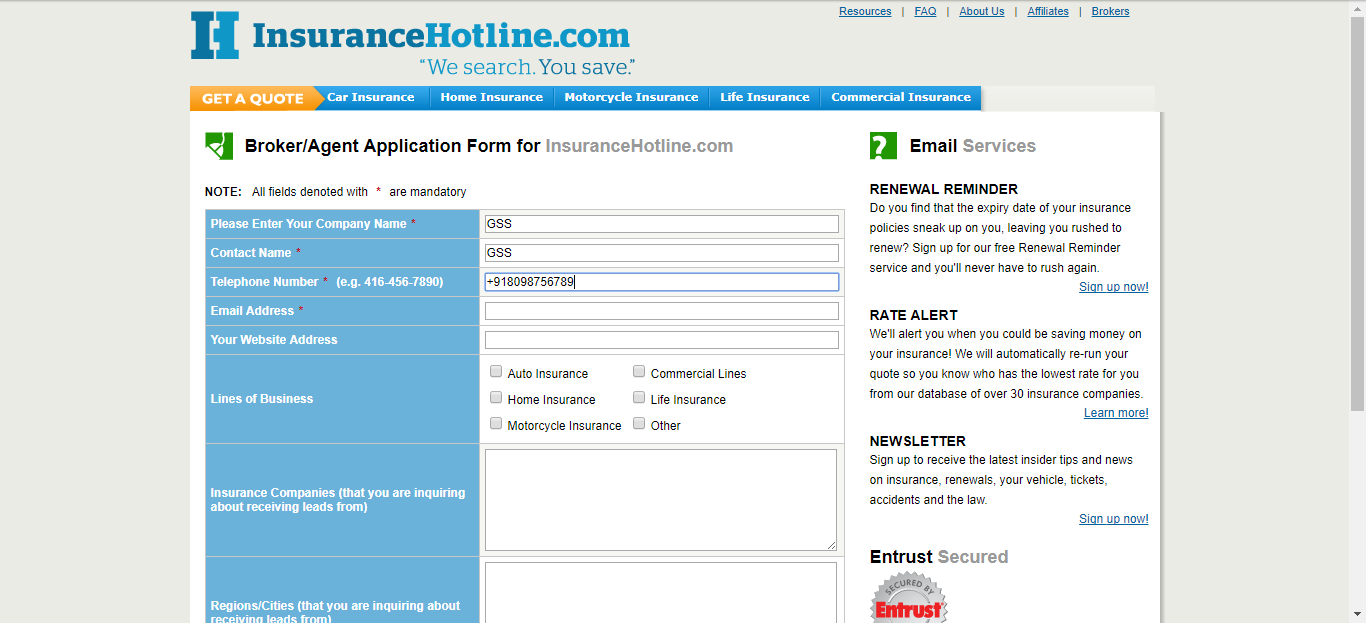 Resources | FAQ | About Us | Affiliates | Brokers
InsuranceHotline.com
“We search. You save.”
GET A QUOTE Car Insurance Home Insurance Motorcycle Insurance Life Insurance Commercial Insurance
Broker/Agent Application Form for InsuranceHotline.com
NOTE: All fields denoted with * are mandatory
Please Enter Your Company Name * GSS
Contact Name * GSS
Telephone Number * (e.g. 416-456-7890) +918098756789
Email Address *
Your Website Address
Lines of Business
Auto Insurance Commercial Lines
Home Insurance Life Insurance
Motorcycle Insurance Other
Insurance Companies (that you are inquiring
about receiving leads from)
Regions/Cities (that you are inquiring about
receiving leads from)
Email Services
RENEWAL REMINDER
Do you find that the expiry date of your insurance
policies sneak up on you, leaving you rushed to
renew? Sign up for our free Renewal Reminder
service and you'll never have to rush again.
Sign up now!
RATE ALERT
We'll alert you when you could be saving money on
your insurance! We will automatically re-run your
quote so you know who has the lowest rate for you
from our database of over 30 insurance companies.
Learn more!
NEWSLETTER
Sign up to receive the latest insider tips and news
on insurance, renewals, your vehicle, tickets,
accidents and the law.
Sign up now!
Entrust Secured
SECURED BY
Entrust